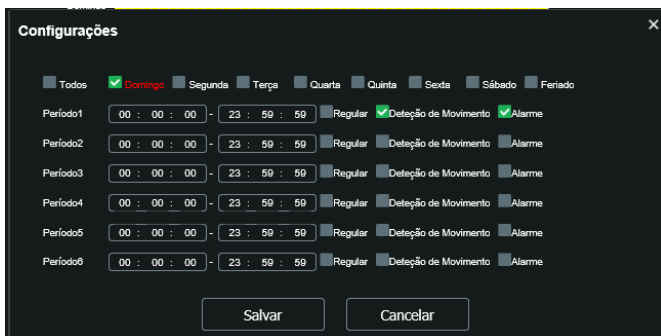 Configurações
Todos Domingo Segunda Terça Quarta Quinta Sexta Sábado Feriado
Período1 00 : 00 : 00 - 23 : 59 : 59 Regular Deteção de Movimento Alarme
Período2 00 : 00 : 00 - 23 : 59 : 59 Regular Deteção de Movimento Alarme
Período3 00 : 00 : 00 - 23 : 59 : 59 Regular Deteção de Movimento Alarme
Período4 00 : 00 : 00 - 23 : 59 : 59 Regular Deteção de Movimento Alarme
Período5 00 : 00 : 00 - 23 : 59 : 59 Regular Deteção de Movimento Alarme
Período6 00 : 00 : 00 - 23 : 59 : 59 Regular Deteção de Movimento Alarme
Salvar Cancelar